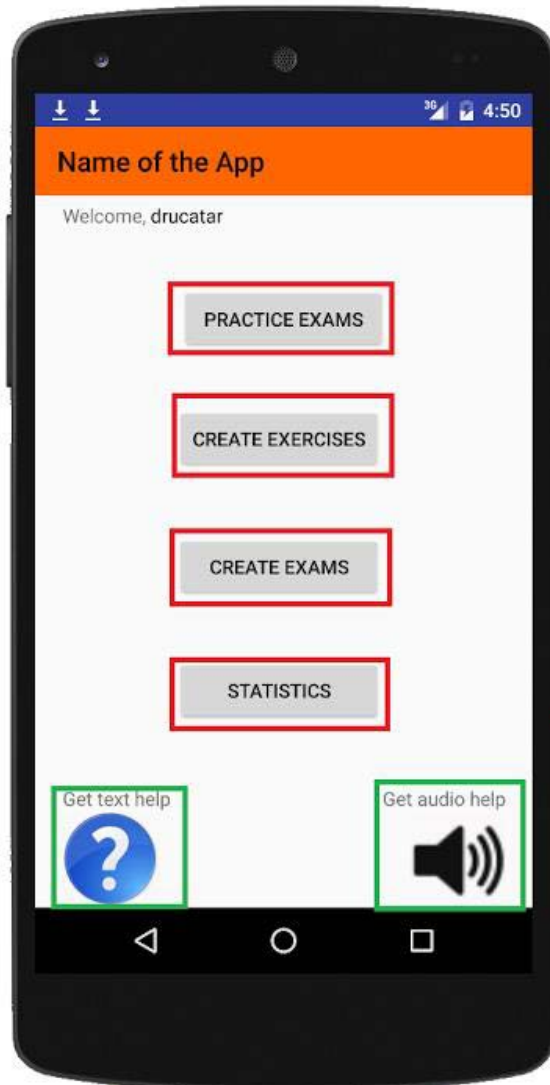 3G 4:50
Name of the App
Welcome, drucatar
PRACTICE EXAMS
CREATE EXERCISES
CREATE EXAMS
STATISTICS
Get text help Get audio help
?